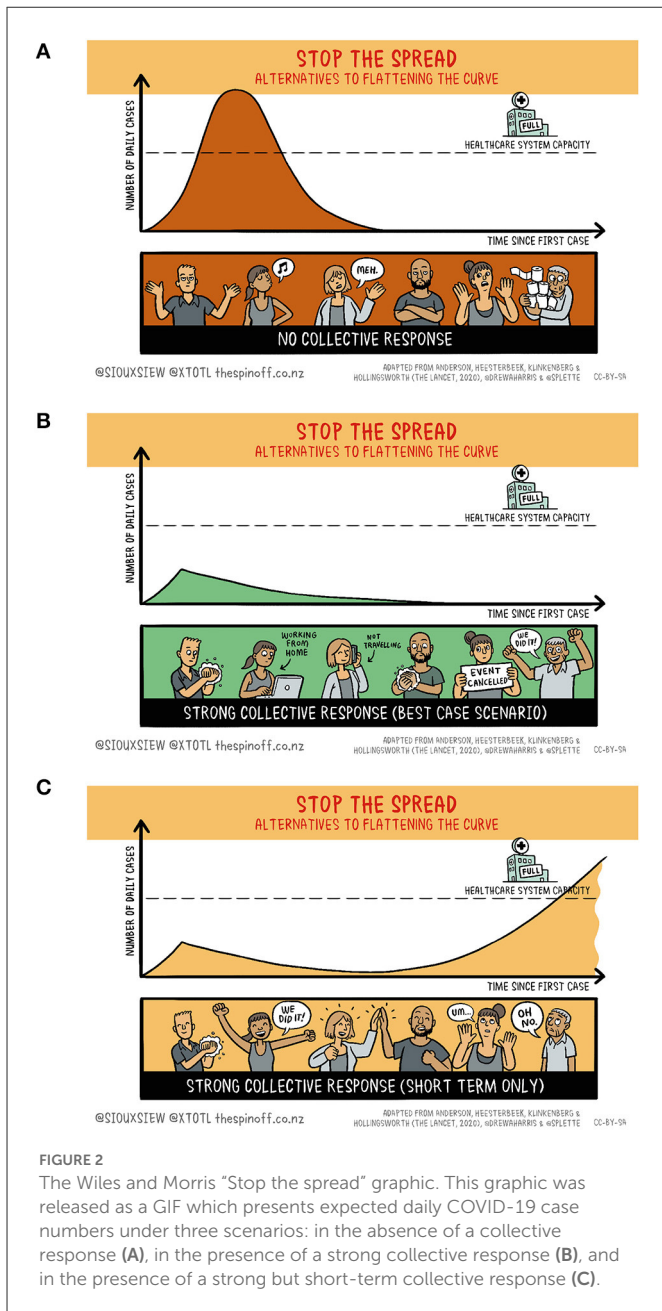 A
STOP THE SPREAD
ALTERNATIVES TO FLATTENING THE CURVE
NUMBER OF DAILY CASES
FULL
HEALTHCARE SYSTEM CAPACITY
TIME SINCE FIRST CASE
MEH.
NO COLLECTIVE RESPONSE
@SIOUXSIEW @XTOTL thespinoff.co.nz
ADAPTED FROM ANDERSON, HEESTERBEEK, KLINKENBERG &
HOLLINGSWORTH (THE LANCET, 2020), @DREWAHARRIS & @SPLETTE CC-BY-SA
B
STOP THE SPREAD
ALTERNATIVES TO FLATTENING THE CURVE
NUMBER OF DAILY CASES
FULL
HEALTHCARE SYSTEM CAPACITY
TIME SINCE FIRST CASE
WORKING
FROM
HOME
NOT
TRAVELLING
EVENT
CANCELLED
WE
DID IT!
STRONG COLLECTIVE RESPONSE (BEST CASE SCENARIO)
@SIOUXSIEW @XTOTL thespinoff.co.nz
ADAPTED FROM ANDERSON, HEESTERBEEK, KLINKENBERG &
HOLLINGSWORTH (THE LANCET, 2020), @DREWAHARRIS & @SPLETTE CC-BY-SA
C
STOP THE SPREAD
ALTERNATIVES TO FLATTENING THE CURVE
NUMBER OF DAILY CASES
FULL
HEALTHCARE SYSTEM CAPACITY
TIME SINCE FIRST CASE
WE
DID IT!
UM...
OH
NO.
STRONG COLLECTIVE RESPONSE (SHORT TERM ONLY)
@SIOUXSIEW @XTOTL thespinoff.co.nz
ADAPTED FROM ANDERSON, HEESTERBEEK, KLINKENBERG &
HOLLINGSWORTH (THE LANCET, 2020), @DREWAHARRIS & @SPLETTE CC-BY-SA
FIGURE 2
The Wiles and Morris “Stop the spread” graphic. This graphic was
released as a GIF which presents expected daily COVID-19 case
numbers under three scenarios: in the absence of a collective
response (A), in the presence of a strong collective response (B), and
in the presence of a strong but short-term collective response (C).